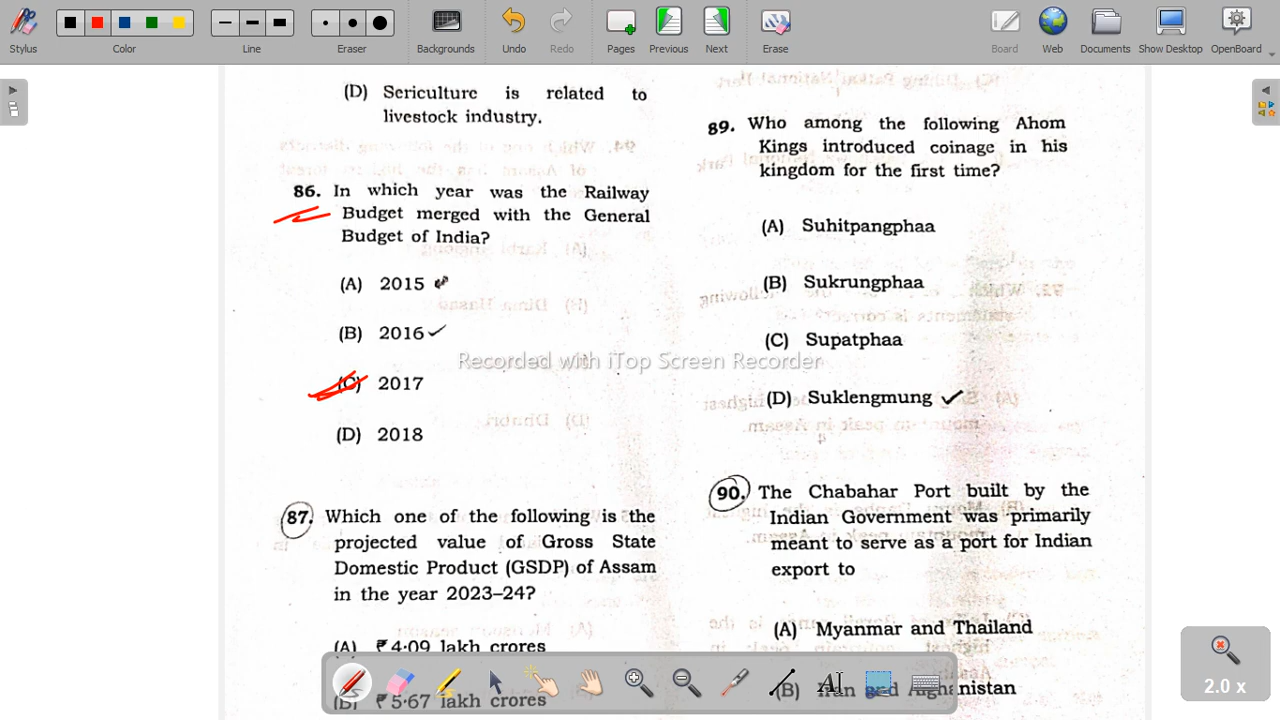 Stylus
Color
Line
Eraser
Backgrounds
Undo
Redo
Pages
Previous
Next
Erase
Board
Web
Documents
Show Desktop
OpenBoard
(D) Sericulture is related to
livestock industry.
86. In which year was the Railway
Budget merged with the General
Budget of India?
(A) 2015
(B) 2016
(C) 2017
(D) 2018
87. Which one of the following is the
projected value of Gross State
Domestic Product (GSDP) of Assam
in the year 2023–24?
(A) ₹ 4·09 lakh crores
(B) ₹ 5·67 lakh crores
89. Who among the following Ahom
Kings introduced coinage in his
kingdom for the first time?
(A) Suhitpangphaa
(B) Sukrungphaa
(C) Supatphaa
(D) Suklengmung
90. The Chabahar Port built by the
Indian Government was primarily
meant to serve as a port for Indian
export to
(A) Myanmar and Thailand
(B) Iran and Afghanistan
Recorded with iTop Screen Recorder
2.0 x